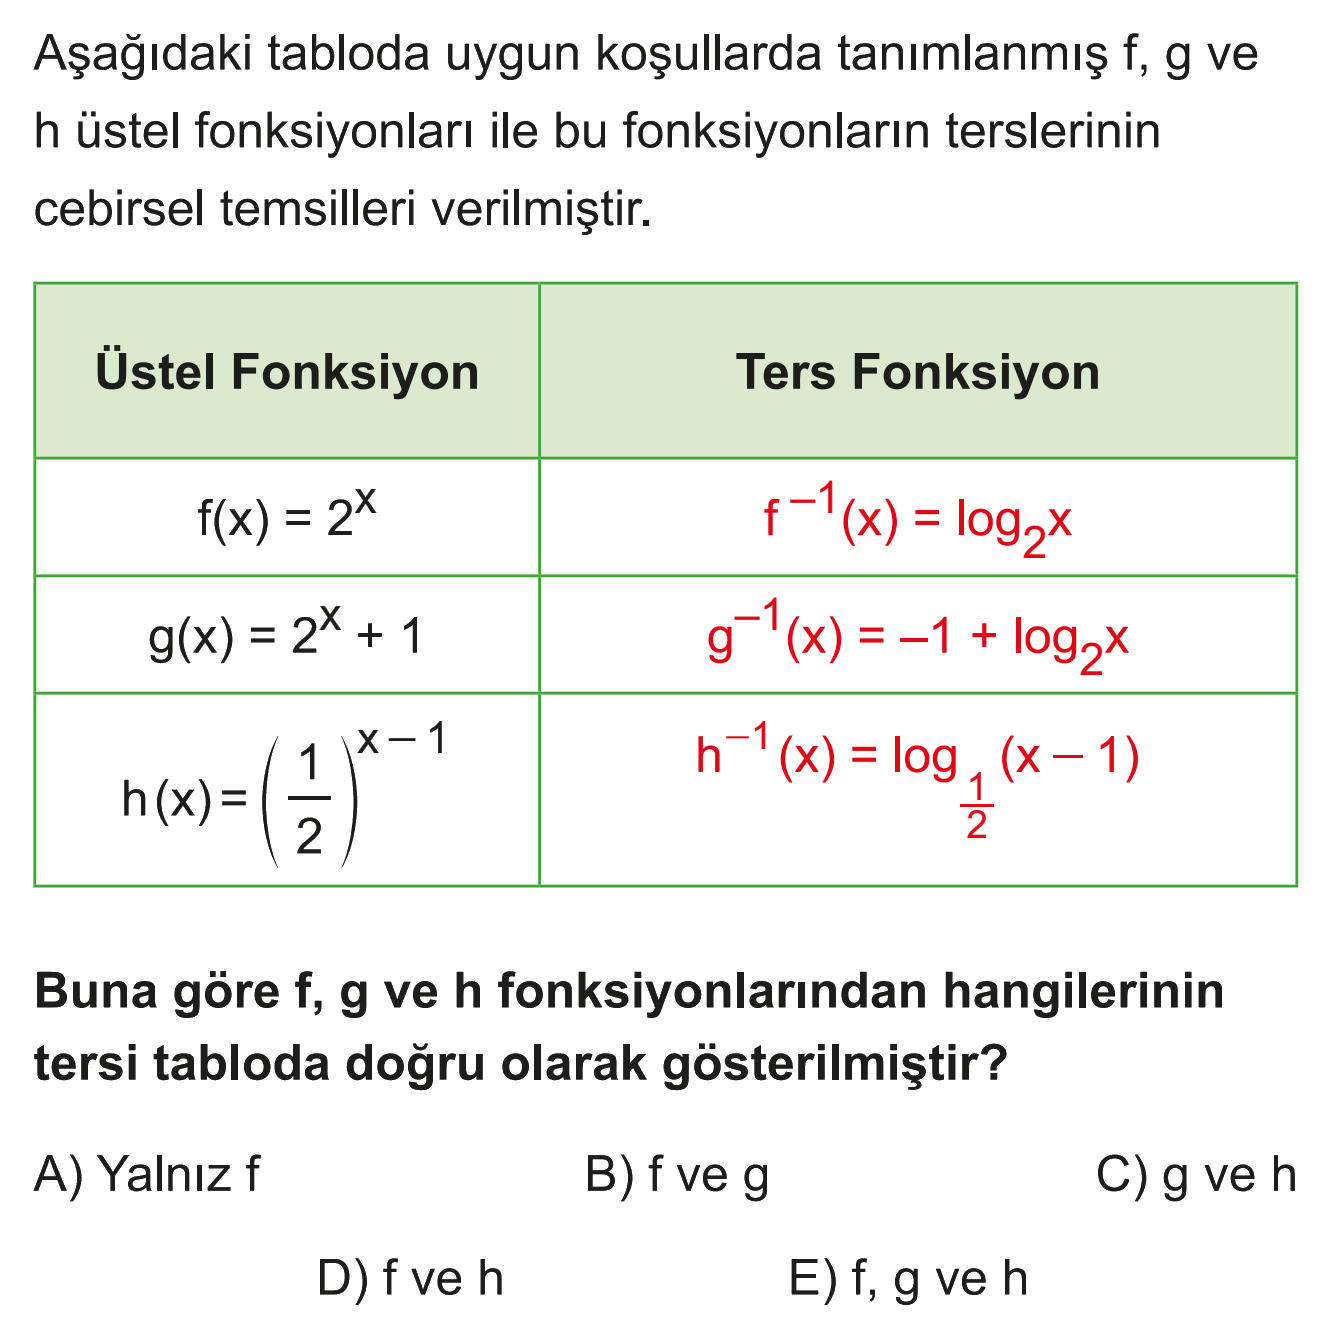 Aşağıdaki tabloda uygun koşullarda tanımlanmış f, g ve
h üstel fonksiyonları ile bu fonksiyonların terslerinin
cebirsel temsilleri verilmiştir.
Üstel Fonksiyon Ters Fonksiyon
f(x) = 2^x f^{–1}(x) = log_2 x
g(x) = 2^x + 1 g^{–1}(x) = –1 + log_2 x
h(x) = (1/2)^{x – 1} h^{–1}(x) = log_{1/2} (x – 1)
Buna göre f, g ve h fonksiyonlarından hangilerinin
tersi tabloda doğru olarak gösterilmiştir?
A) Yalnız f B) f ve g C) g ve h
D) f ve h E) f, g ve h